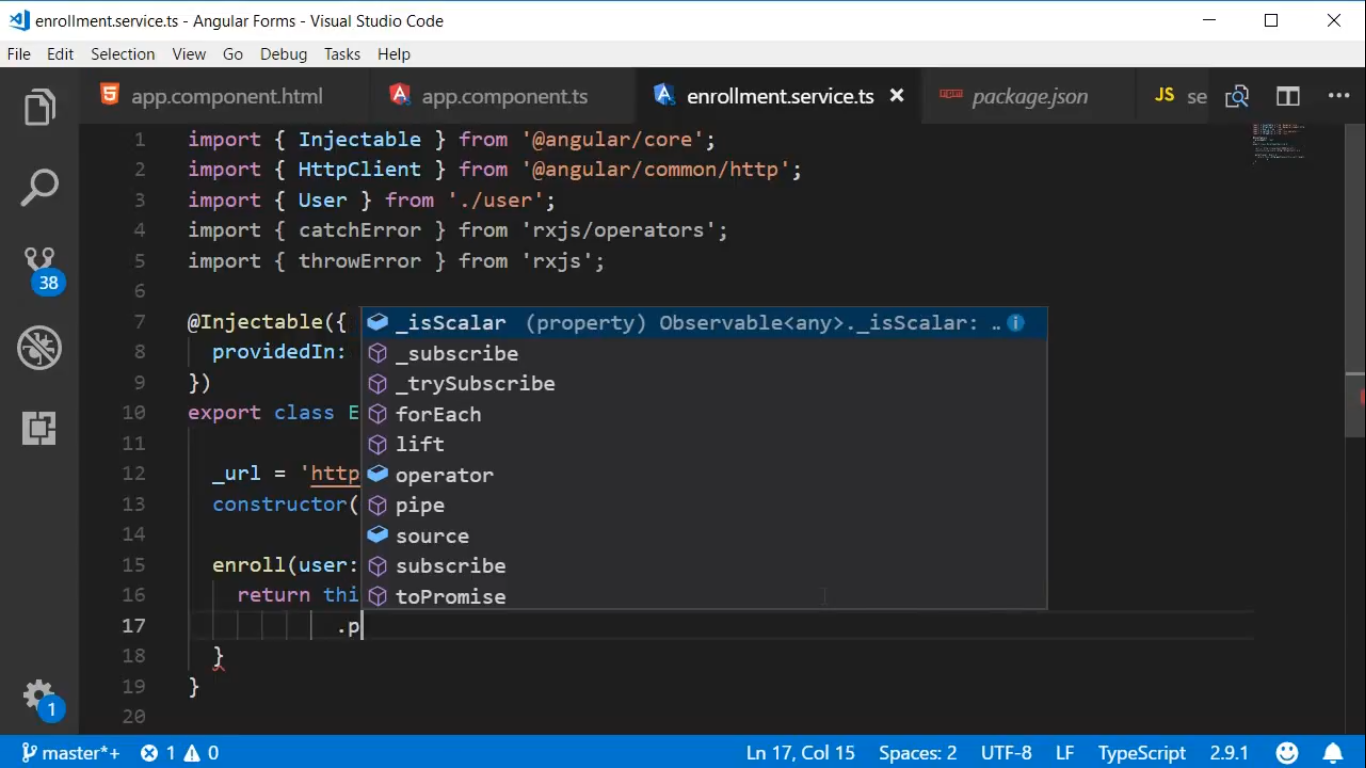 enrollment.service.ts - Angular Forms - Visual Studio Code
File Edit Selection View Go Debug Tasks Help
app.component.html app.component.ts enrollment.service.ts package.json JS se
1 import { Injectable } from '@angular/core';
2 import { HttpClient } from '@angular/common/http';
3 import { User } from './user';
4 import { catchError } from 'rxjs/operators';
5 import { throwError } from 'rxjs';
6
7 @Injectable({
_isScalar (property) Observable<any>._isScalar: ..
8 providedIn:
_subscribe
9 })
_trySubscribe
10 export class E
forEach
11
lift
12 _url = 'http
operator
13 constructor(
pipe
14
source
15 enroll(user:
subscribe
16 return thi
toPromise
17 .p
18 }
19 }
20
38
1
master*+ 1 0 Ln 17, Col 15 Spaces: 2 UTF-8 LF TypeScript 2.9.1